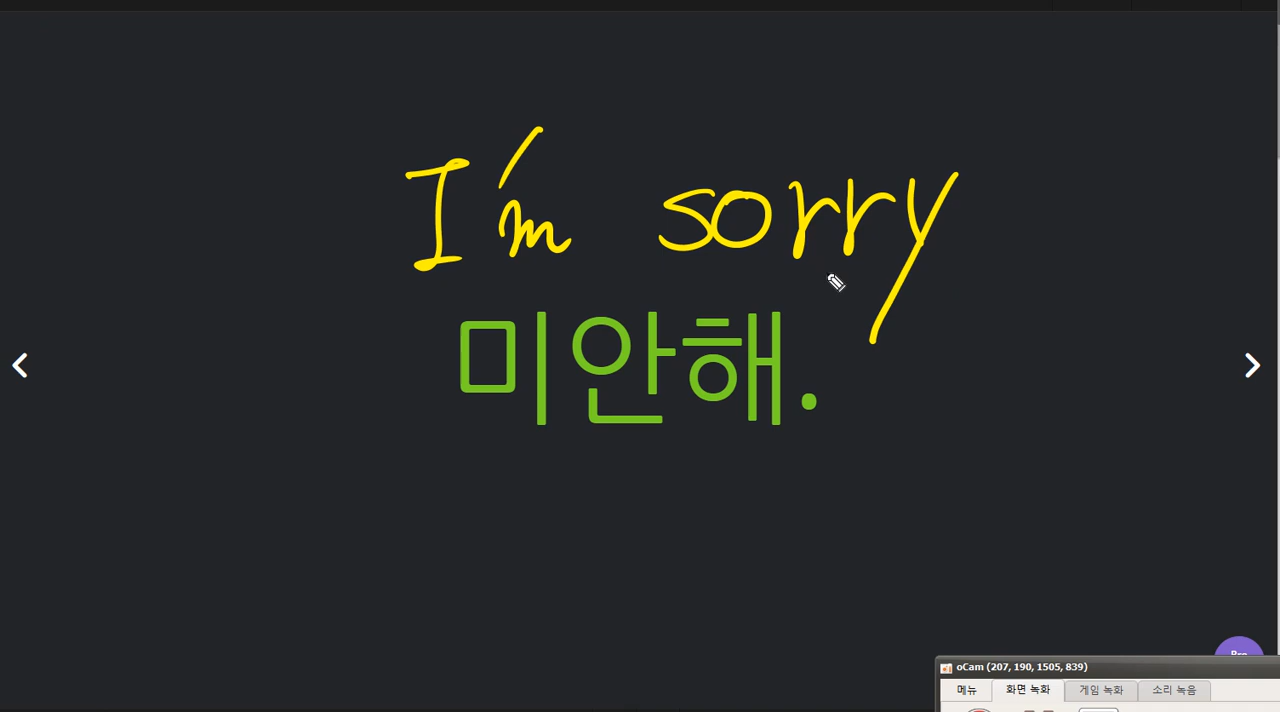 I'm sorry
미안해.
Pro
oCam (207, 190, 1505, 839)
메뉴 화면 녹화 게임 녹화 소리 녹음